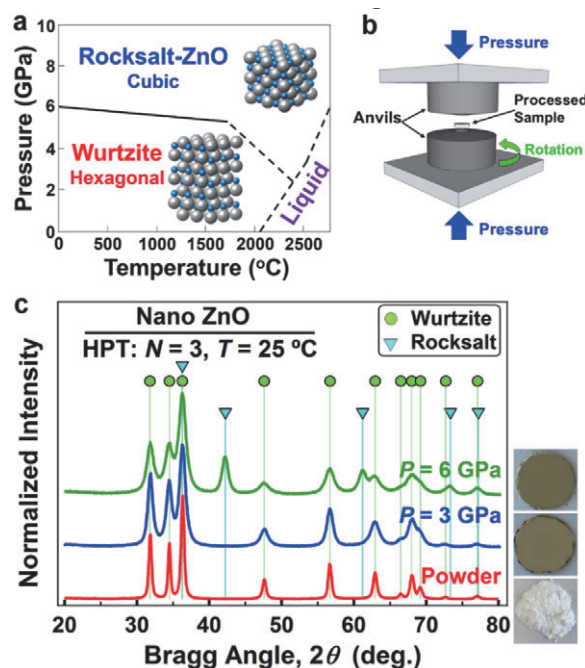 a
Pressure (GPa)
10
8
6
4
2
0
Rocksalt-ZnO
Cubic
Wurtzite
Hexagonal
Liquid
0 500 1000 1500 2000 2500
Temperature (ºC)
b
Pressure
Anvils
Processed
Sample
Rotation
Pressure
c
Nano ZnO
HPT: N = 3, T = 25 ºC
Wurtzite
Rocksalt
Normalized Intensity
P = 6 GPa
P = 3 GPa
Powder
20 30 40 50 60 70 80
Bragg Angle, 2θ (deg.)